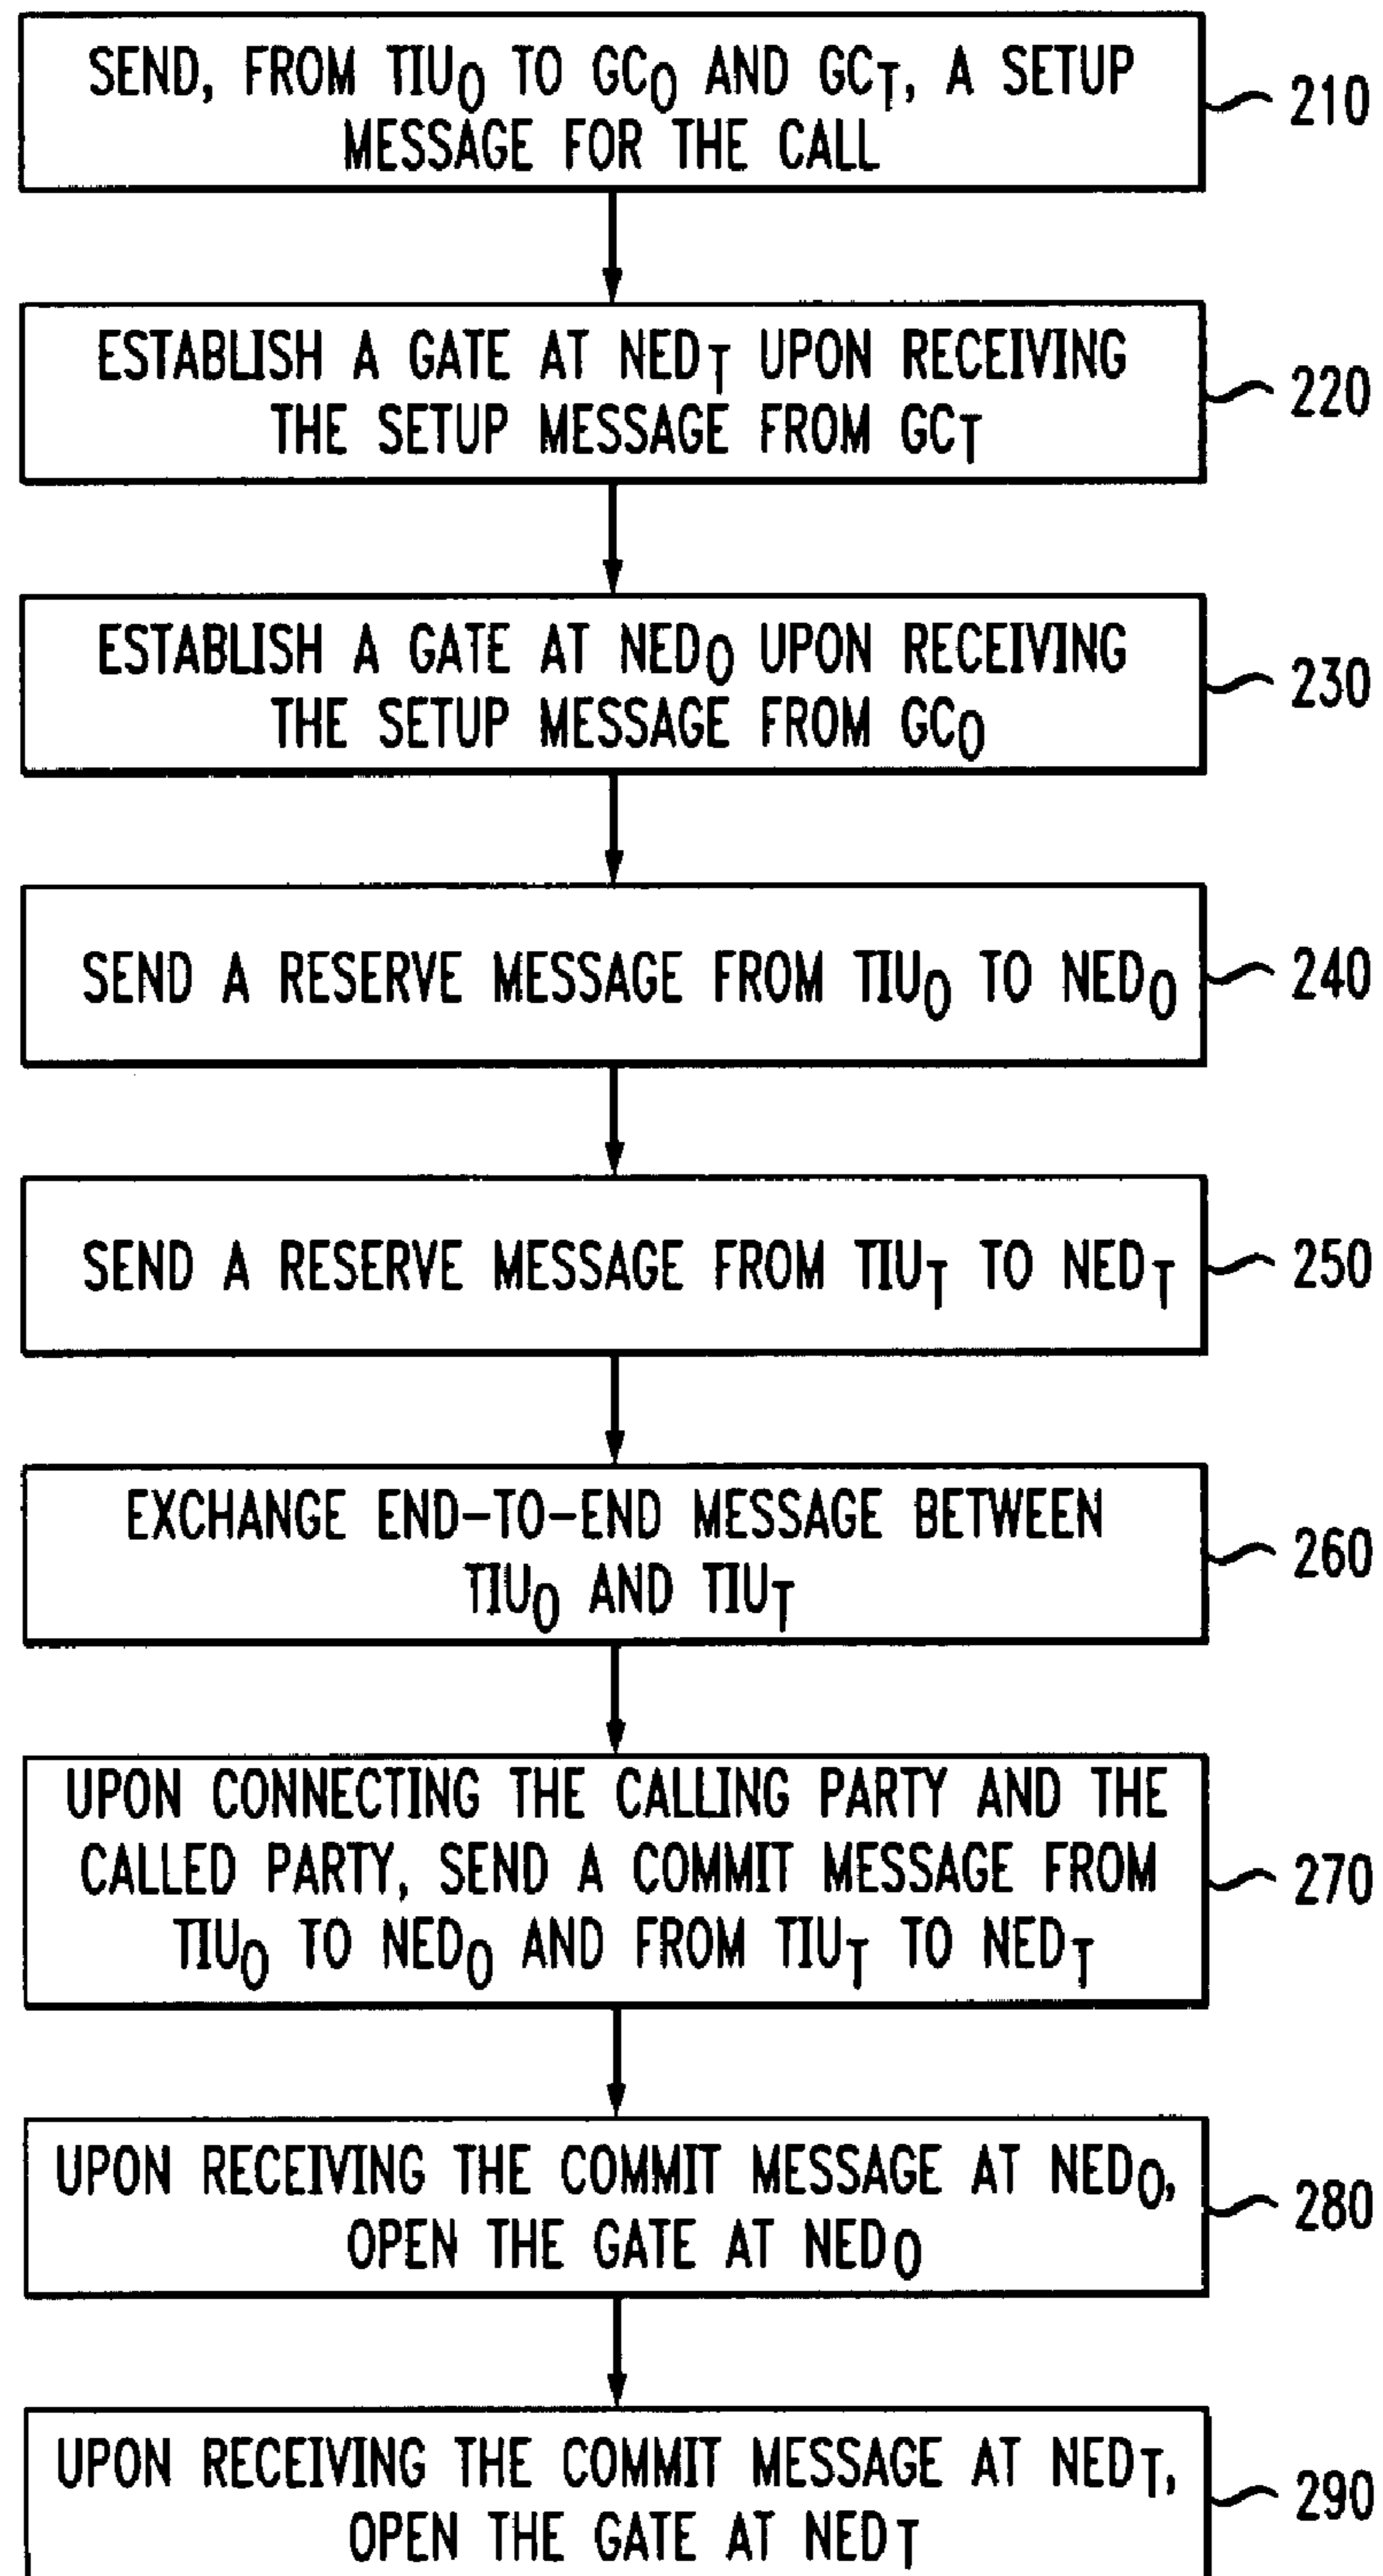 SEND, FROM TIUO TO GCO AND GCT, A SETUP
MESSAGE FOR THE CALL
210
ESTABLISH A GATE AT NEDT UPON RECEIVING
THE SETUP MESSAGE FROM GCT
220
ESTABLISH A GATE AT NEDO UPON RECEIVING
THE SETUP MESSAGE FROM GCO
230
SEND A RESERVE MESSAGE FROM TIUO TO NEDO
240
SEND A RESERVE MESSAGE FROM TIUT TO NEDT
250
EXCHANGE END-TO-END MESSAGE BETWEEN
TIUO AND TIUT
260
UPON CONNECTING THE CALLING PARTY AND THE
CALLED PARTY, SEND A COMMIT MESSAGE FROM
TIUO TO NEDO AND FROM TIUT TO NEDT
270
UPON RECEIVING THE COMMIT MESSAGE AT NEDO,
OPEN THE GATE AT NEDO
280
UPON RECEIVING THE COMMIT MESSAGE AT NEDT,
OPEN THE GATE AT NEDT
290